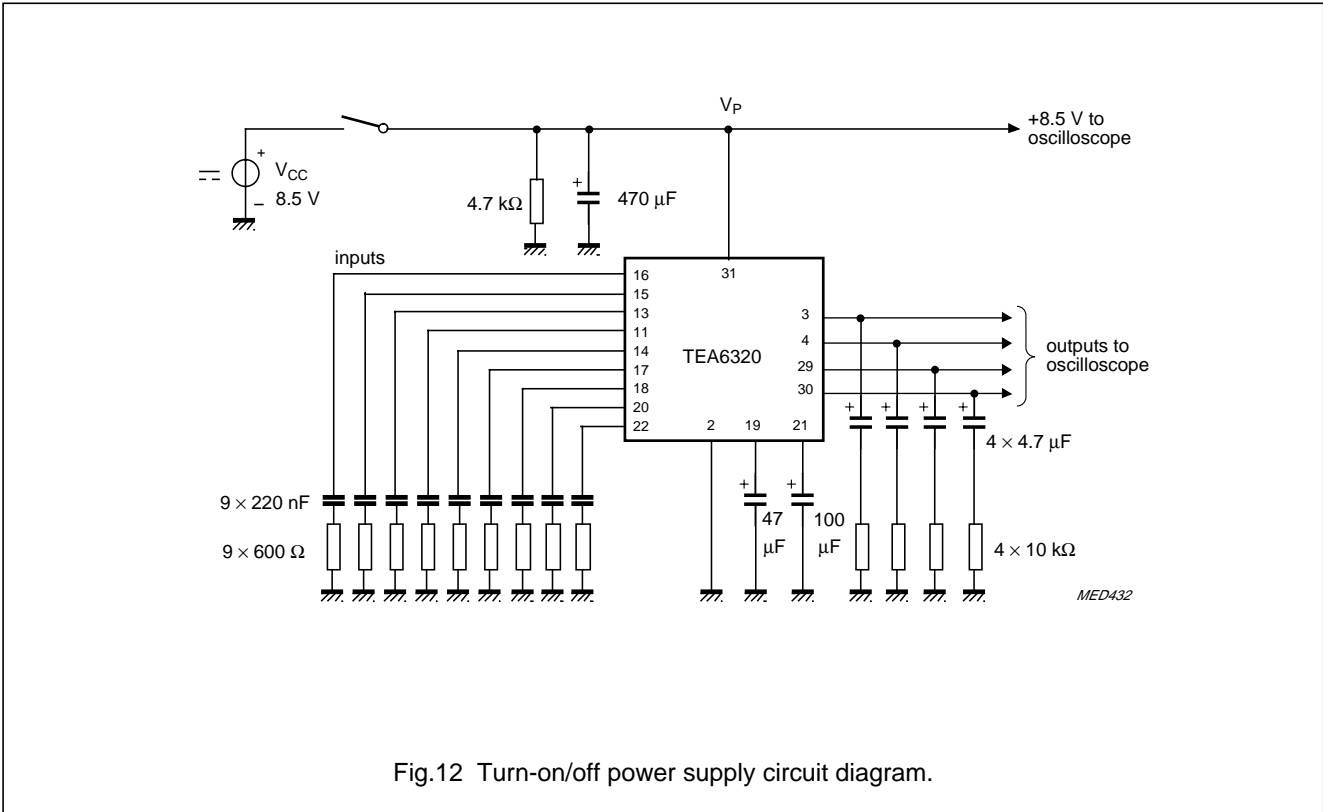 V_P
+8.5 V to
oscilloscope
+
V_CC
8.5 V
−
4.7 kΩ
+
470 μF
inputs
16
15
13
11
14
17
18
20
22
31
TEA6320
3
4
29
30
2
19
21
outputs to
oscilloscope
+
+
+
+
4 × 4.7 μF
9 × 220 nF
9 × 600 Ω
+
47
μF
+
100
μF
4 × 10 kΩ
MED432
Fig.12 Turn-on/off power supply circuit diagram.